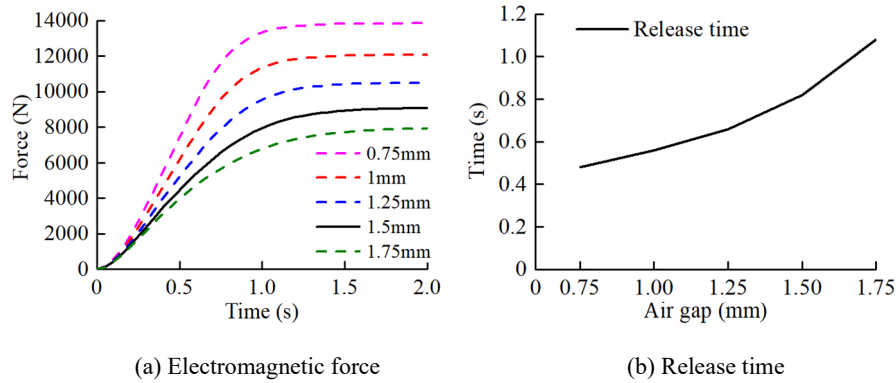 14000
12000
10000
8000
6000
4000
2000
0
Force (N)
0.75mm
1mm
1.25mm
1.5mm
1.75mm
0 0.5 1.0 1.5 2.0
Time (s)
(a) Electromagnetic force
1.2
1.0
0.8
0.6
0.4
0.2
0
Time (s)
Release time
0 0.75 1.00 1.25 1.50 1.75
Air gap (mm)
(b) Release time